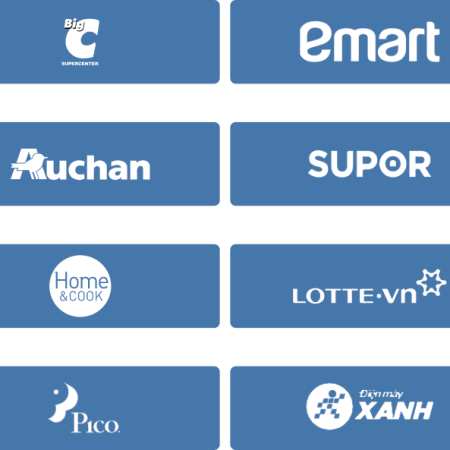 Big
C
SUPERCENTER
emart
Auchan
SUPOR
Home
&COOK
LOTTE.vn
PICO
Điện máy
XANH